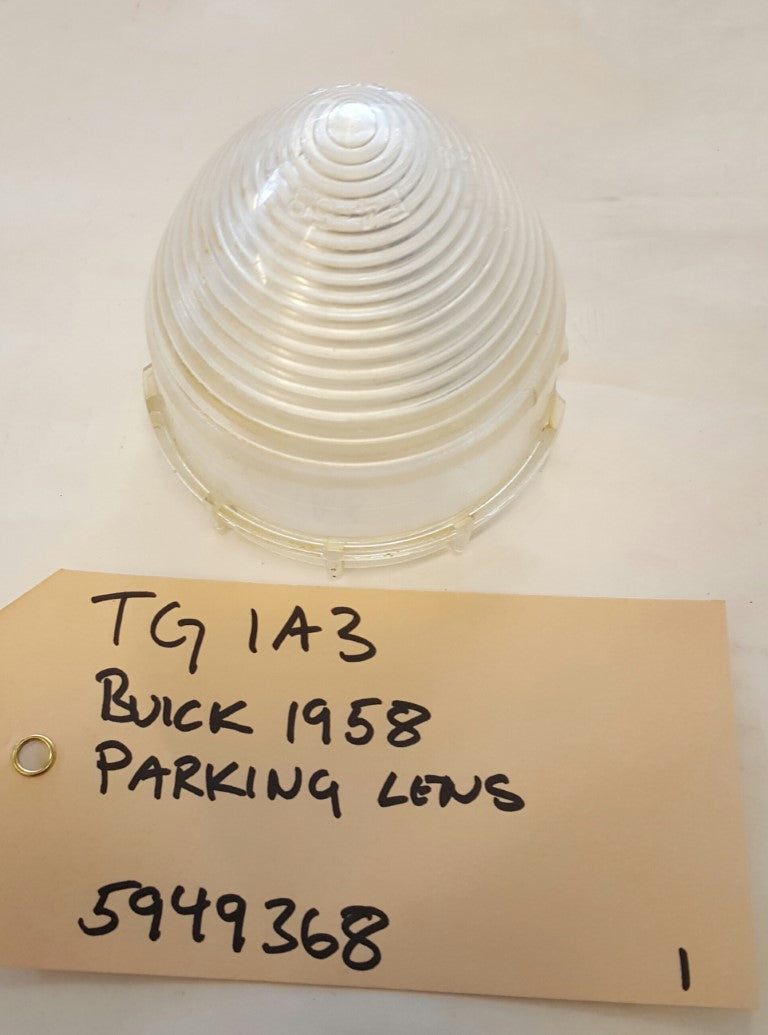 TG 1A3
BUICK 1958
PARKING LENS
5949368
1